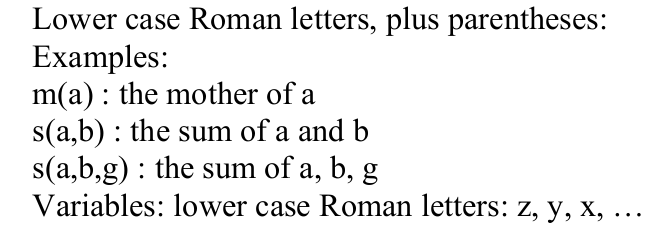 Lower case Roman letters, plus parentheses:
Examples:
m(a) : the mother of a
s(a,b) : the sum of a and b
s(a,b,g) : the sum of a, b, g
Variables: lower case Roman letters: z, y, x, …